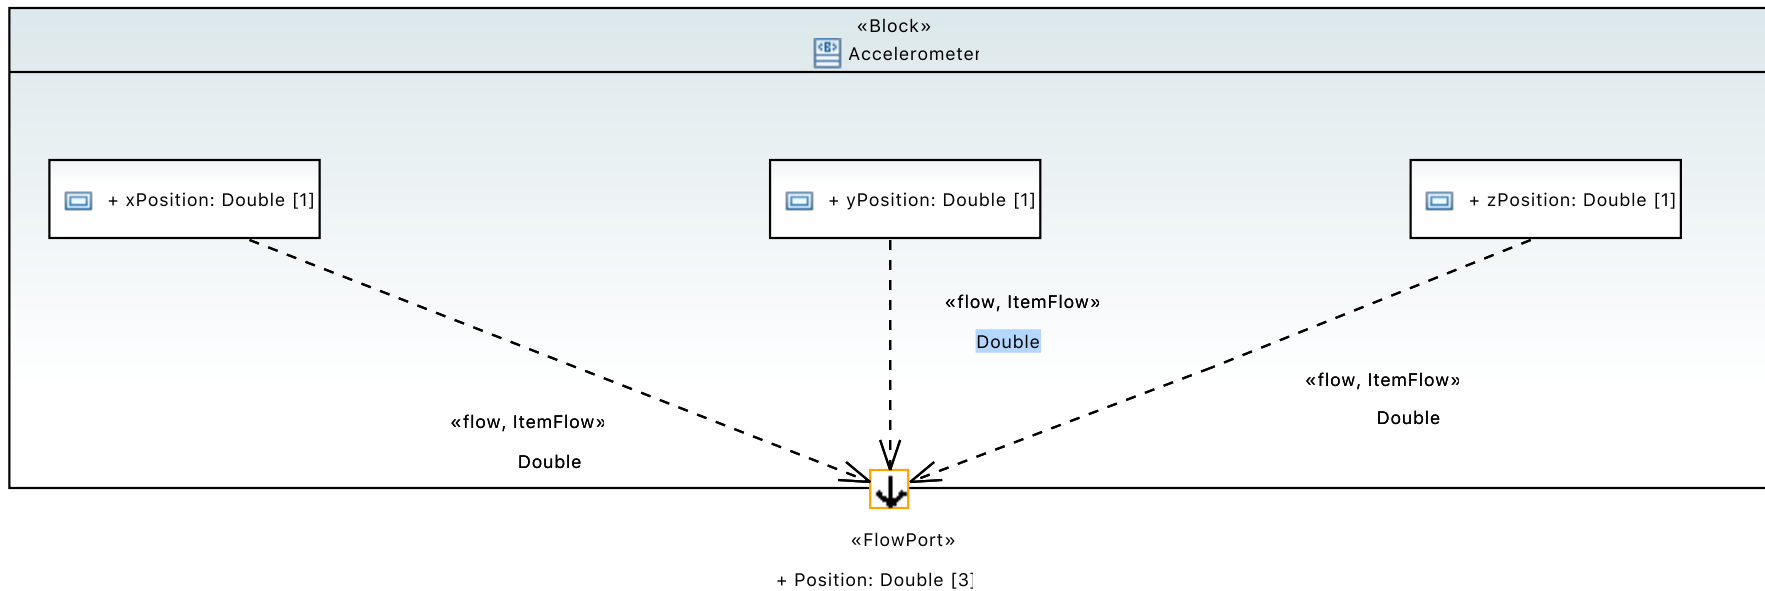 «Block»
Accelerometer
+ xPosition: Double [1]
+ yPosition: Double [1]
+ zPosition: Double [1]
«flow, ItemFlow»
Double
«flow, ItemFlow»
Double
«flow, ItemFlow»
Double
«FlowPort»
+ Position: Double [3]